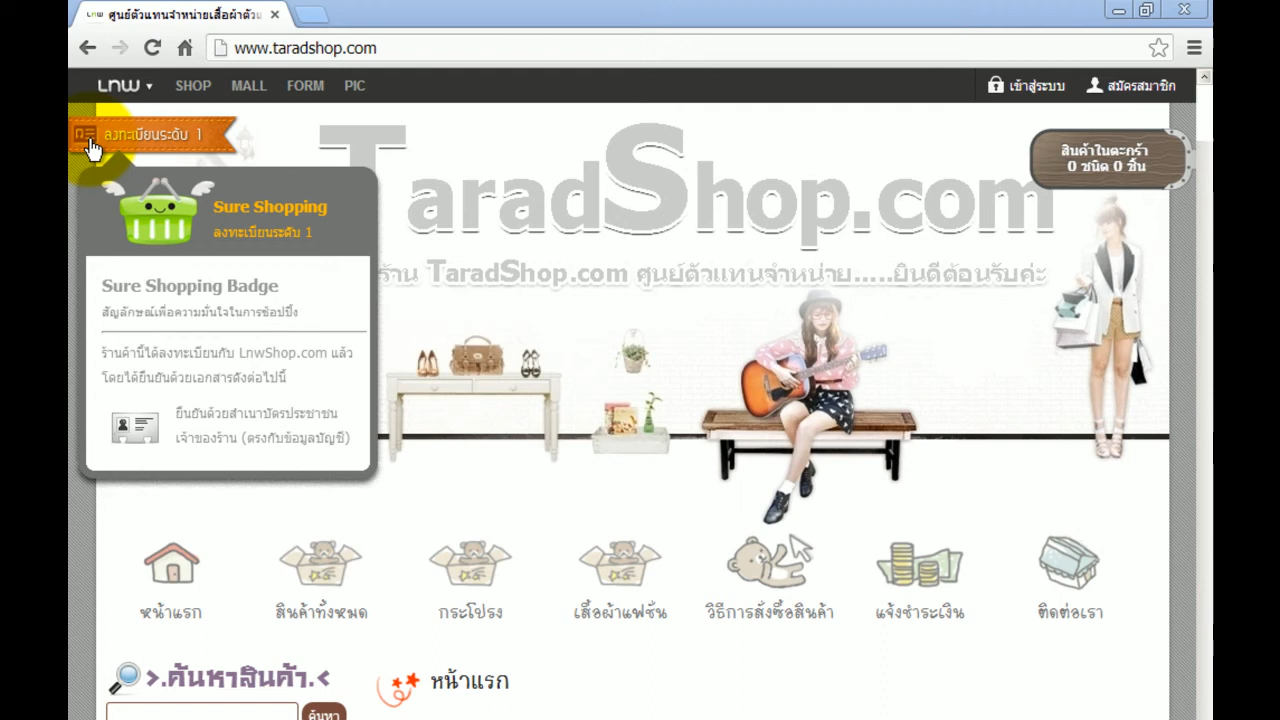 lnw ศูนย์ตัวแทนจำหน่ายเสื้อผ้าตัว
www.taradshop.com
LNW SHOP MALL FORM PIC เข้าสู่ระบบ สมัครสมาชิก
ลงทะเบียนระดับ 1
สินค้าในตะกร้า
0 ชนิด 0 ชิ้น
TaradShop.com
ร้าน TaradShop.com ศูนย์ตัวแทนจำหน่าย.....ยินดีต้อนรับค่ะ
Sure Shopping
ลงทะเบียนระดับ 1
Sure Shopping Badge
สัญลักษณ์เพื่อความมั่นใจในการช้อปปิ้ง
ร้านค้านี้ได้ลงทะเบียนกับ LnwShop.com แล้ว
โดยได้ยืนยันด้วยเอกสารดังต่อไปนี้
ยืนยันด้วยสำเนาบัตรประชาชน
เจ้าของร้าน (ตรงกับข้อมูลบัญชี)
หน้าแรก สินค้าทั้งหมด กระโปรง เสื้อผ้าแฟชั่น วิธีการสั่งซื้อสินค้า แจ้งชำระเงิน ติดต่อเรา
>.ค้นหาสินค้า.<
หน้าแรก
ค้นหา